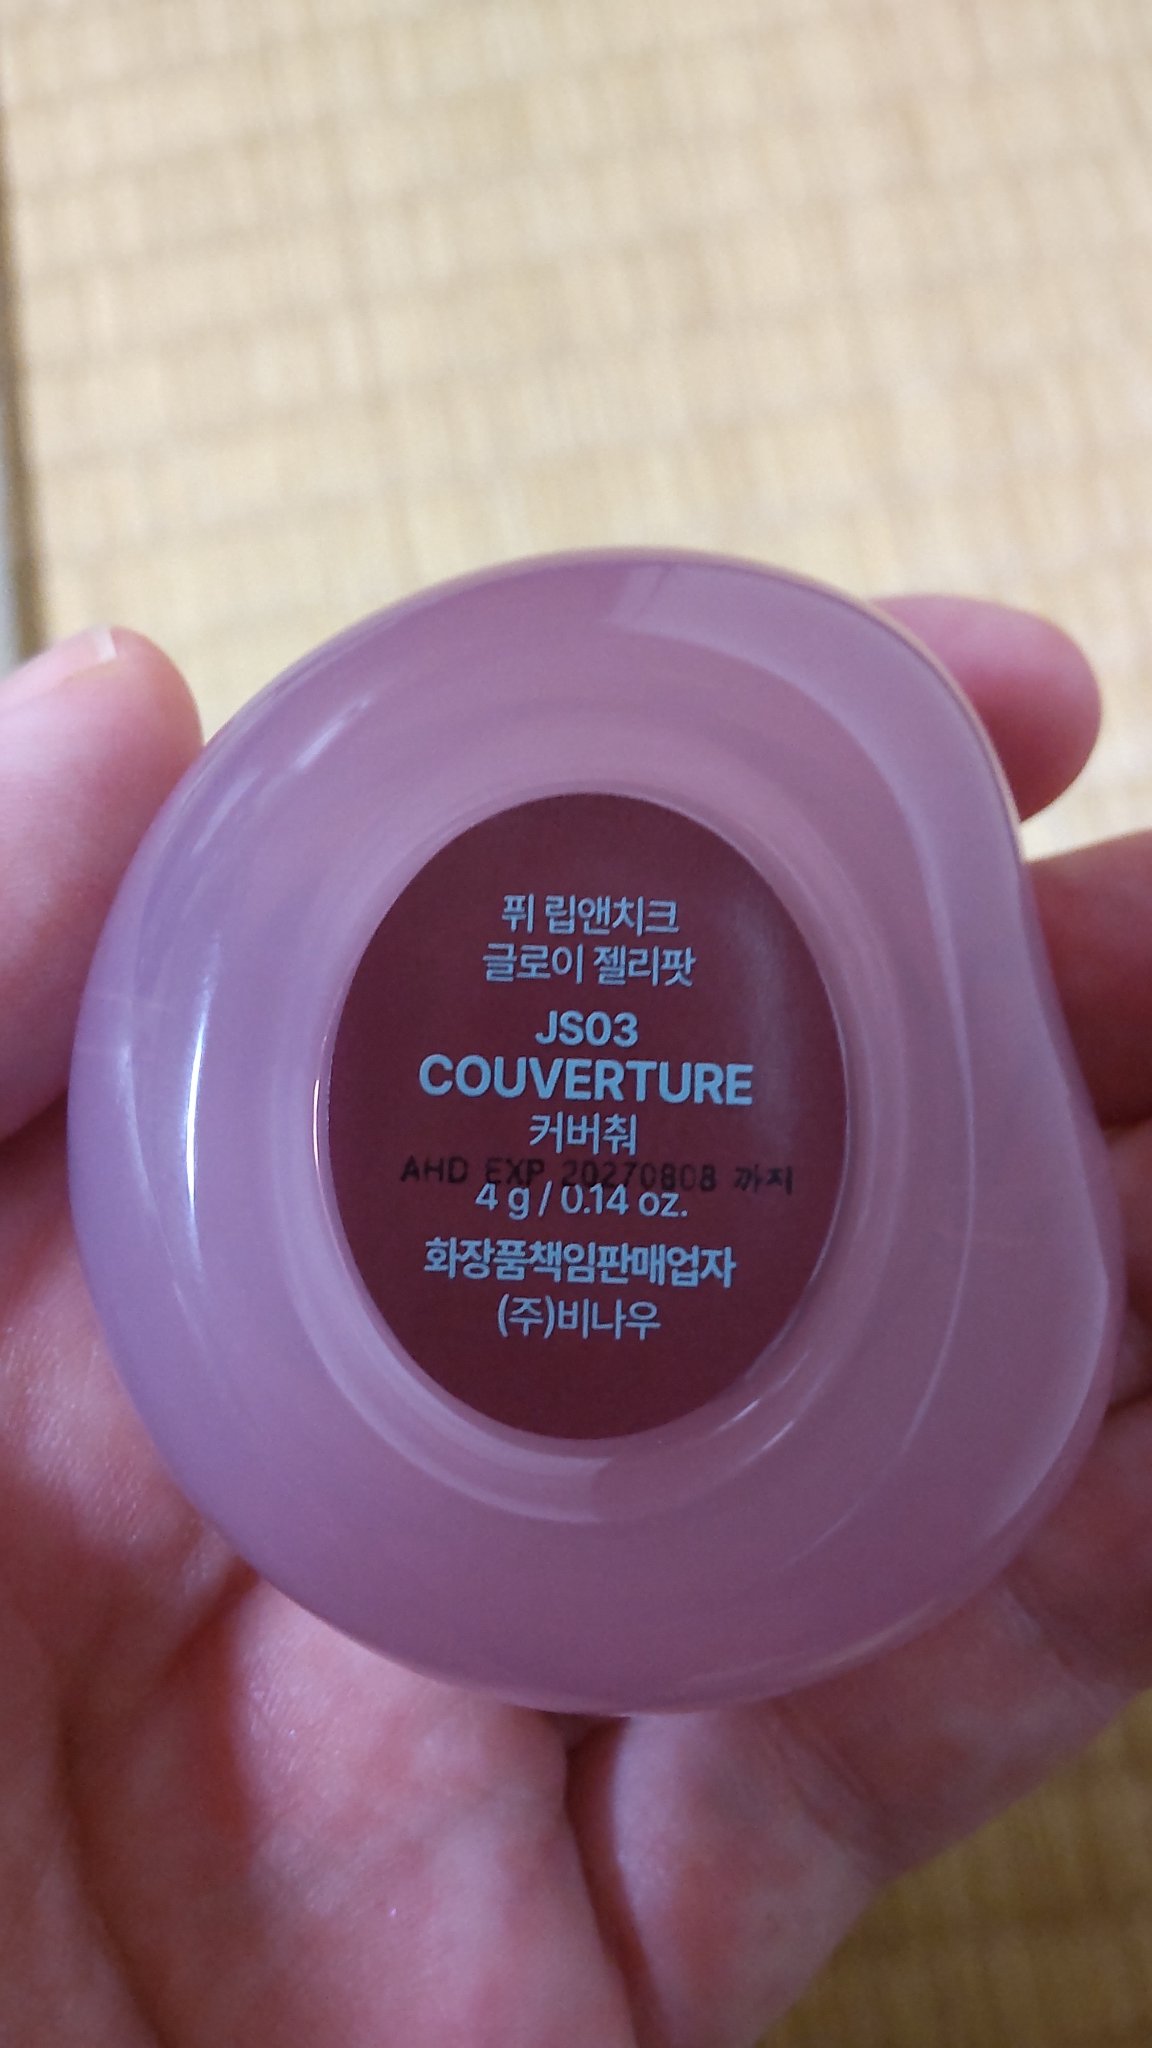 퓌 립앤치크
글로이 젤리팟
JS03
COUVERTURE
커버춰
AHD EXP 20270808 까지
4 g / 0.14 oz.
화장품책임판매업자
(주)비나우